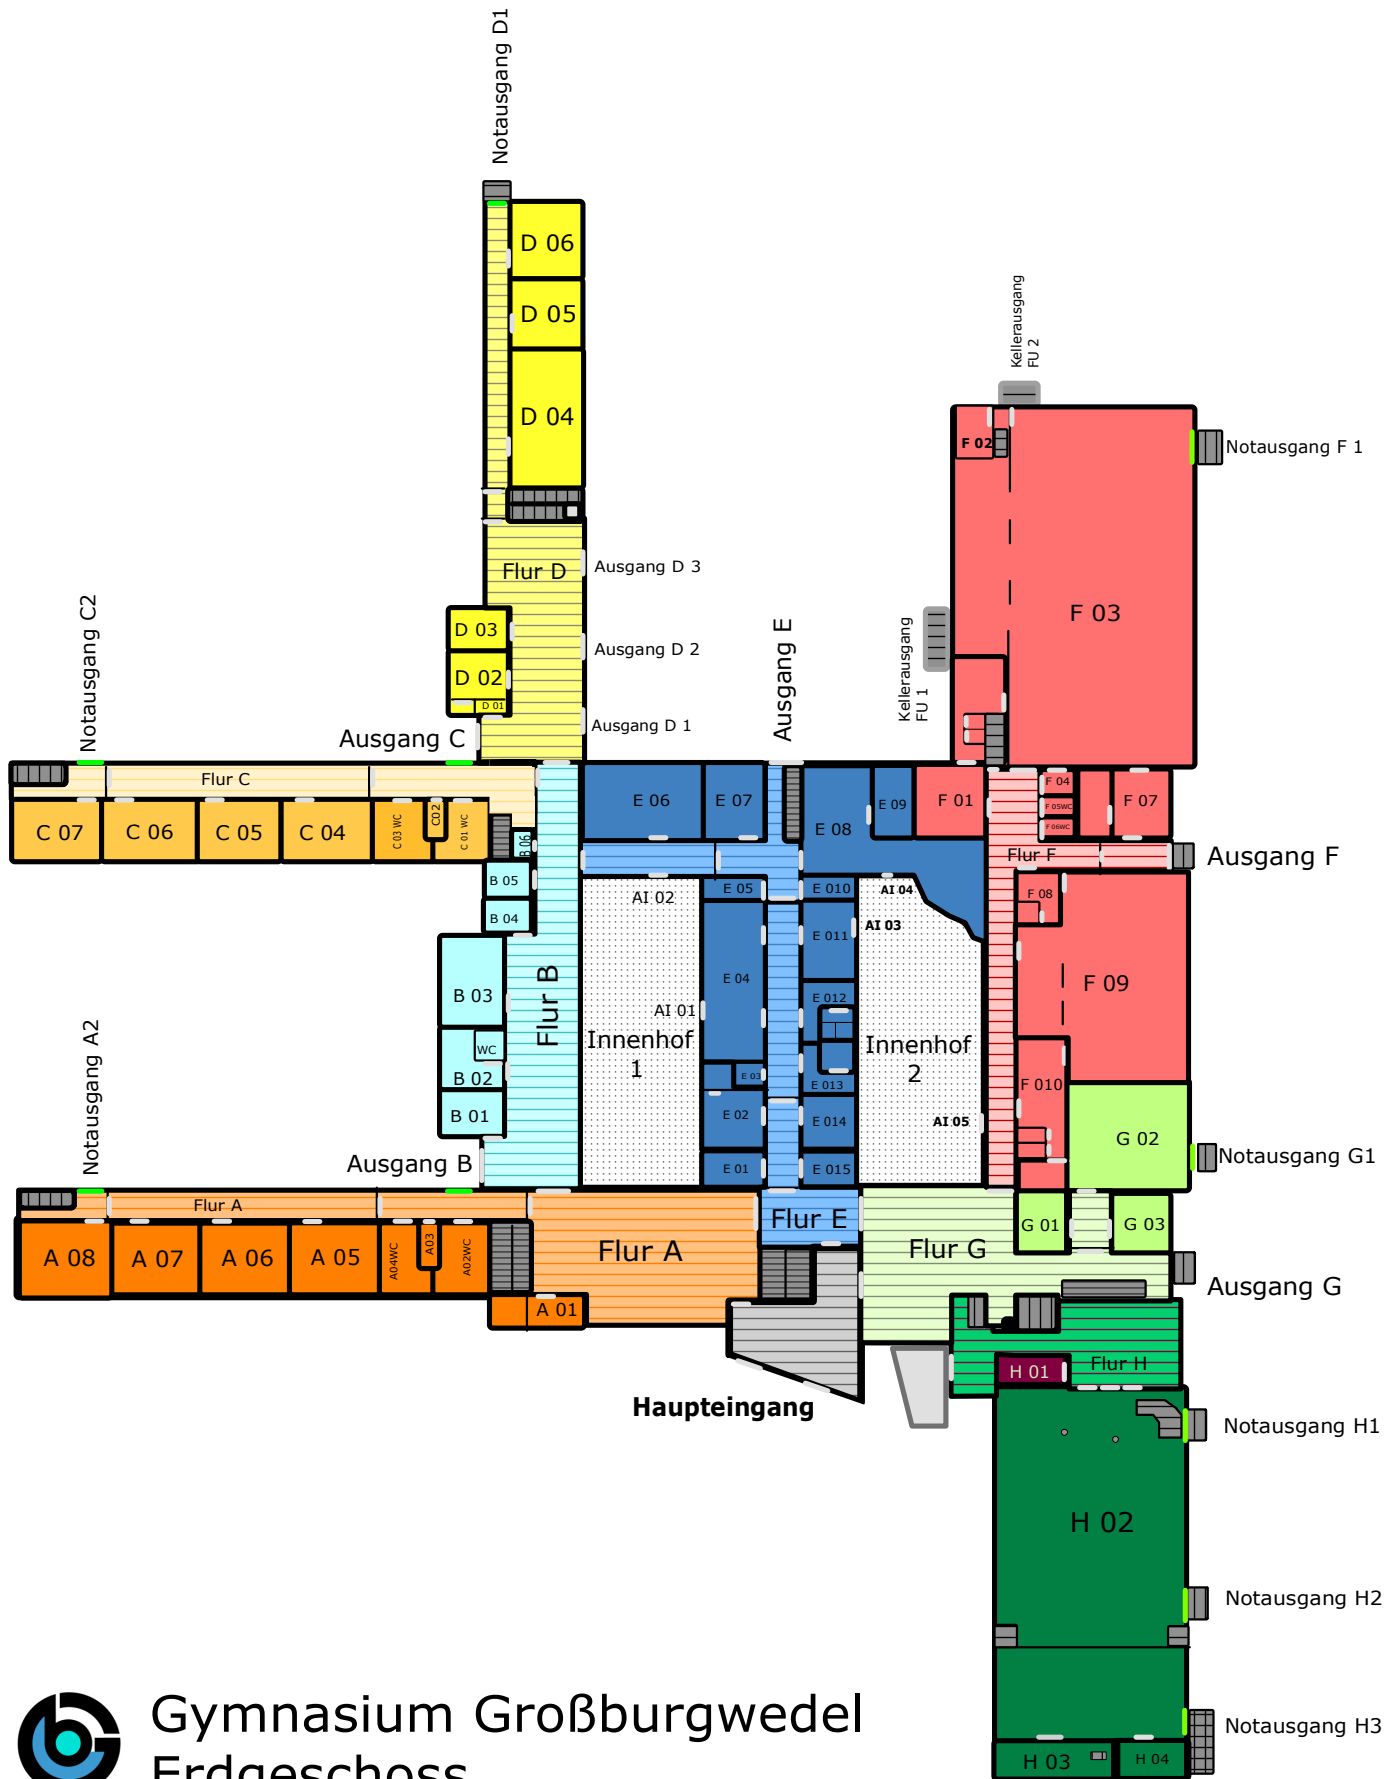 Notausgang D1
D 06
D 05
D 04
Flur D
Ausgang D 3
D 03
Ausgang D 2
D 02
D 01
Ausgang D 1
Kellerausgang
FU 2
F 02
Notausgang F 1
F 03
Kellerausgang
FU 1
Ausgang E
Notausgang C2
Ausgang C
Flur C
C 07
C 06
C 05
C 04
C 03 WC
C02
C 01 WC
B 06
B 05
B 04
B 03
WC
B 02
B 01
Flur B
Ausgang B
E 06
E 07
E 08
E 09
F 01
F 04
F 05WC
F 06WC
F 07
Flur F
Ausgang F
AI 02
E 05
E 010
AI 04
F 08
E 011
AI 03
E 04
F 09
E 012
AI 01
Innenhof
1
Innenhof
2
E 03
E 013
F 010
E 02
E 014
AI 05
G 02
E 01
E 015
Notausgang G1
Notausgang A2
Flur A
A 08
A 07
A 06
A 05
A04WC
A03
A02WC
A 01
Flur A
Flur E
Flur G
G 01
G 03
Ausgang G
Flur H
H 01
Haupteingang
Notausgang H1
H 02
Notausgang H2
Notausgang H3
H 03
H 04
Gymnasium Großburgwedel
Erdgeschoss